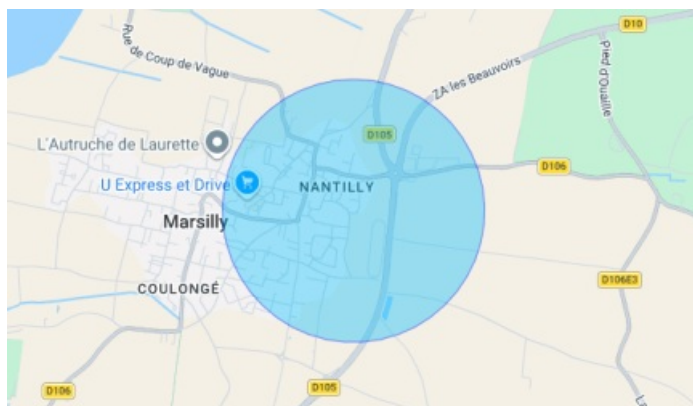 D10
Rue de Coup de Vague
ZA les Beauvoirs
Pied d'Ouaille
L'Autruche de Laurette
D105
D106
U Express et Drive
NANTILLY
Marsilly
D106E3
COULONGÉ
D106
D105